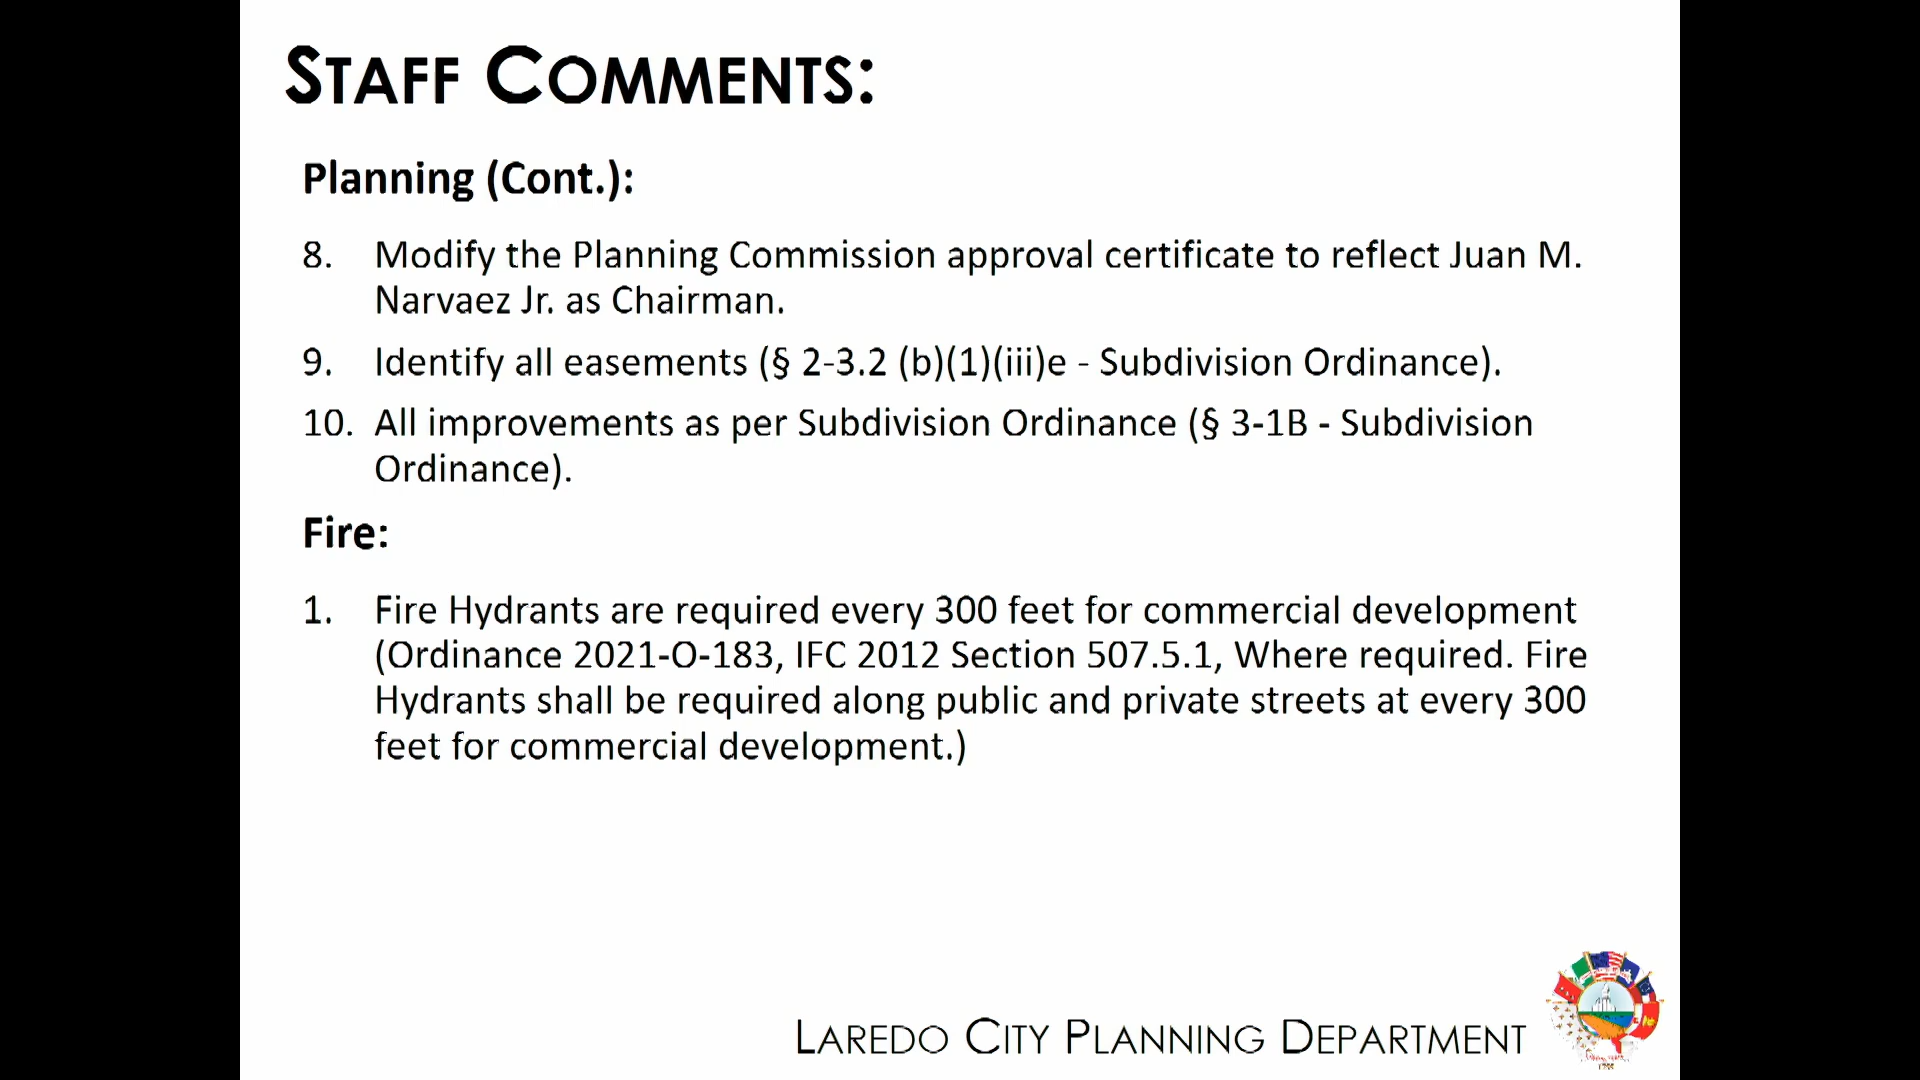 STAFF COMMENTS:
Planning (Cont.):
8. Modify the Planning Commission approval certificate to reflect Juan M.
Narvaez Jr. as Chairman.
9. Identify all easements (§ 2-3.2 (b)(1)(iii)e - Subdivision Ordinance).
10. All improvements as per Subdivision Ordinance (§ 3-1B - Subdivision
Ordinance).
Fire:
1. Fire Hydrants are required every 300 feet for commercial development
(Ordinance 2021-O-183, IFC 2012 Section 507.5.1, Where required. Fire
Hydrants shall be required along public and private streets at every 300
feet for commercial development.)
LAREDO CITY PLANNING DEPARTMENT